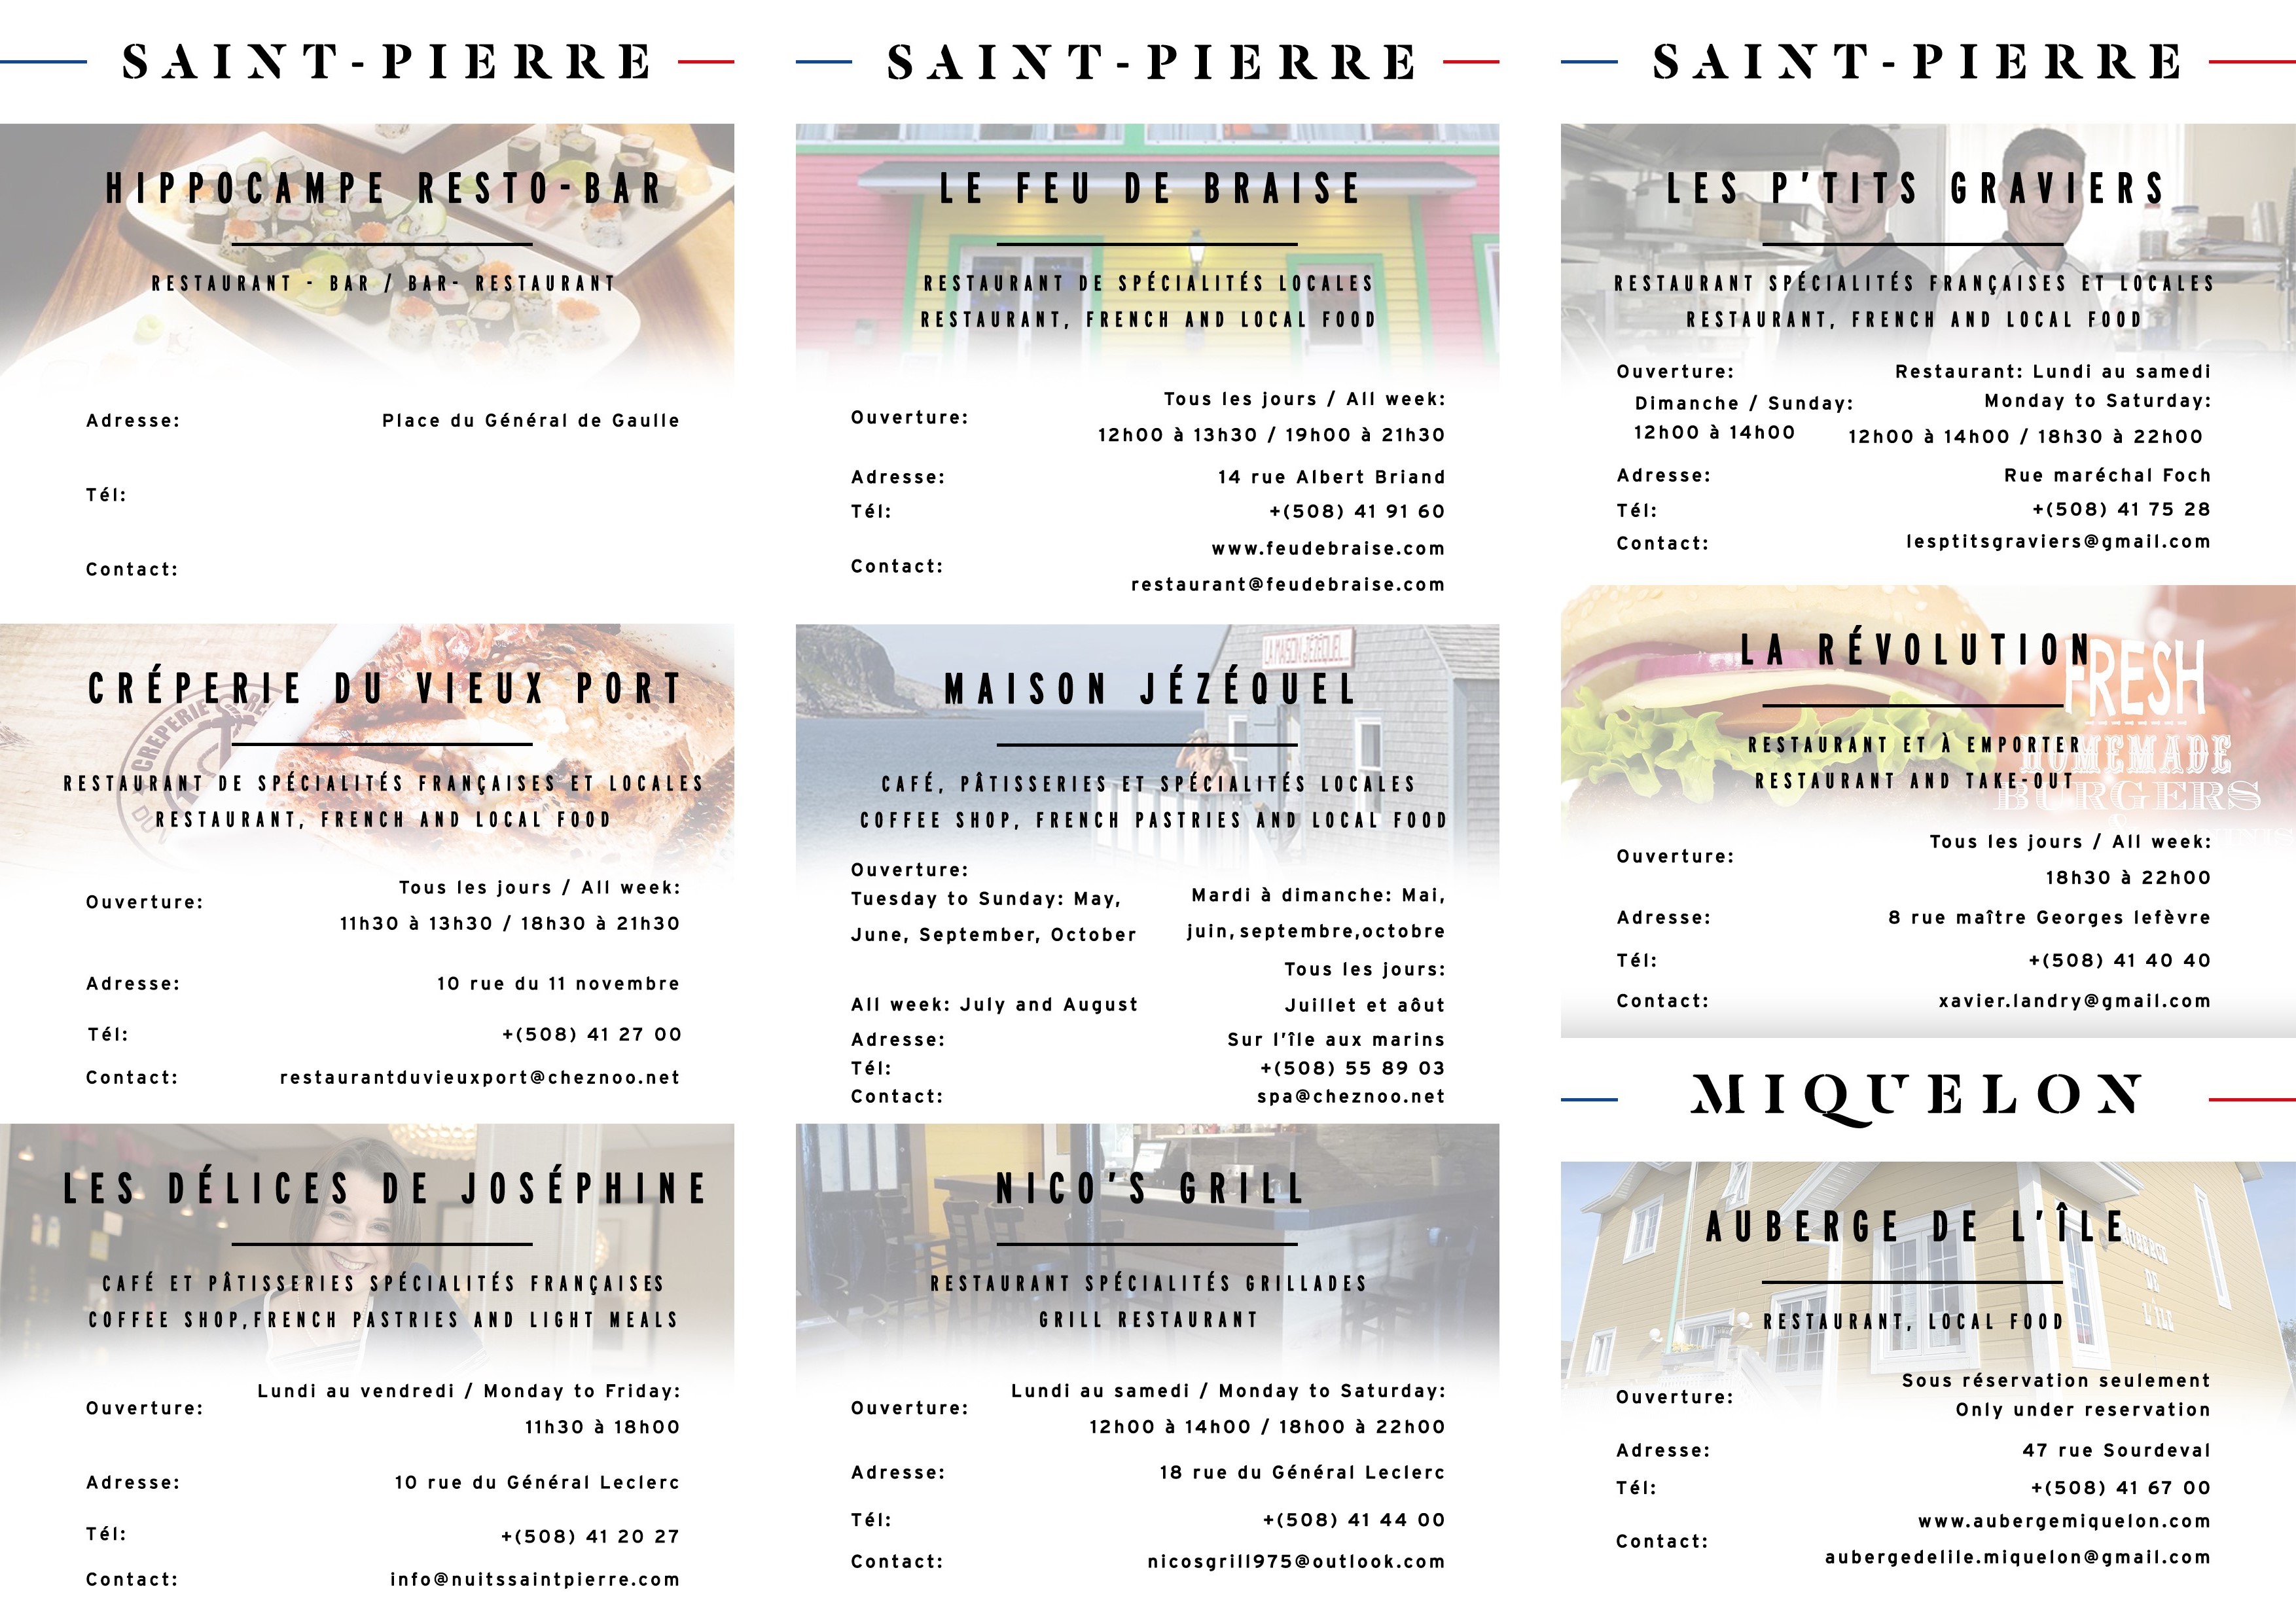 SAINT-PIERRE
HIPPOCAMPE RESTO-BAR
RESTAURANT - BAR / BAR- RESTAURANT
Adresse: Place du Général de Gaulle
Tél:
Contact:
CRÉPERIE DU VIEUX PORT
RESTAURANT DE SPÉCIALITÉS FRANÇAISES ET LOCALES
RESTAURANT, FRENCH AND LOCAL FOOD
Ouverture:
Tous les jours / All week:
11h30 à 13h30 / 18h30 à 21h30
Adresse: 10 rue du 11 novembre
Tél: +(508) 41 27 00
Contact: restaurantduvieuxport@cheznoo.net
LES DÉLICES DE JOSÉPHINE
CAFÉ ET PÂTISSERIES SPÉCIALITÉS FRANÇAISES
COFFEE SHOP,FRENCH PASTRIES AND LIGHT MEALS
Ouverture:
Lundi au vendredi / Monday to Friday:
11h30 à 18h00
Adresse: 10 rue du Général Leclerc
Tél: +(508) 41 20 27
Contact: info@nuitssaintpierre.com
SAINT-PIERRE
LE FEU DE BRAISE
RESTAURANT DE SPÉCIALITÉS LOCALES
RESTAURANT, FRENCH AND LOCAL FOOD
Ouverture:
Tous les jours / All week:
12h00 à 13h30 / 19h00 à 21h30
Adresse: 14 rue Albert Briand
Tél: +(508) 41 91 60
Contact:
www.feudebraise.com
restaurant@feudebraise.com
LA MAISON JÉZÉQUEL
MAISON JÉZÉQUEL
CAFÉ, PÂTISSERIES ET SPÉCIALITÉS LOCALES
COFFEE SHOP, FRENCH PASTRIES AND LOCAL FOOD
Ouverture:
Tuesday to Sunday: May,
June, September, October
Mardi à dimanche: Mai,
juin,septembre,octobre
All week: July and August
Tous les jours:
Juillet et aôut
Adresse: Sur l'île aux marins
Tél: +(508) 55 89 03
Contact: spa@cheznoo.net
NICO'S GRILL
RESTAURANT SPÉCIALITÉS GRILLADES
GRILL RESTAURANT
Ouverture:
Lundi au samedi / Monday to Saturday:
12h00 à 14h00 / 18h00 à 22h00
Adresse: 18 rue du Général Leclerc
Tél: +(508) 41 44 00
Contact: nicosgrill975@outlook.com
SAINT-PIERRE
LES P'TITS GRAVIERS
RESTAURANT SPÉCIALITÉS FRANÇAISES ET LOCALES
RESTAURANT, FRENCH AND LOCAL FOOD
Ouverture:
Dimanche / Sunday:
12h00 à 14h00
Restaurant: Lundi au samedi
Monday to Saturday:
12h00 à 14h00 / 18h30 à 22h00
Adresse: Rue maréchal Foch
Tél: +(508) 41 75 28
Contact: lesptitsgraviers@gmail.com
LA RÉVOLUTION
FRESH
HOMEMADE
BURGERS
RESTAURANT ET À EMPORTER
RESTAURANT AND TAKE-OUT
Ouverture:
Tous les jours / All week:
18h30 à 22h00
Adresse: 8 rue maître Georges lefèvre
Tél: +(508) 41 40 40
Contact: xavier.landry@gmail.com
MIQUELON
AUBERGE DE L'ÎLE
AUBERGE
DE
L'ÎLE
RESTAURANT, LOCAL FOOD
Ouverture:
Sous réservation seulement
Only under reservation
Adresse: 47 rue Sourdeval
Tél: +(508) 41 67 00
Contact:
www.aubergemiquelon.com
aubergedelile.miquelon@gmail.com